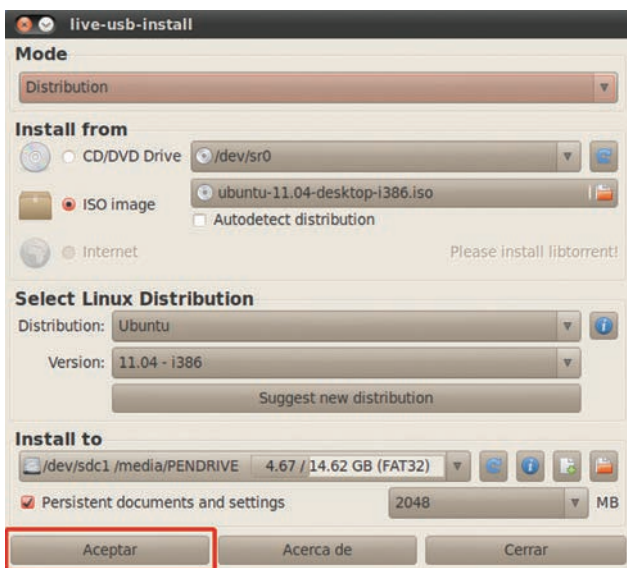 live-usb-install
Mode
Distribution
Install from
CD/DVD Drive /dev/sr0
ISO image ubuntu-11.04-desktop-i386.iso
Autodetect distribution
Internet Please install libtorrent!
Select Linux Distribution
Distribution: Ubuntu
Version: 11.04 - i386
Suggest new distribution
Install to
/dev/sdc1 /media/PENDRIVE 4.67 / 14.62 GB (FAT32)
Persistent documents and settings 2048 MB
Aceptar Acerca de Cerrar